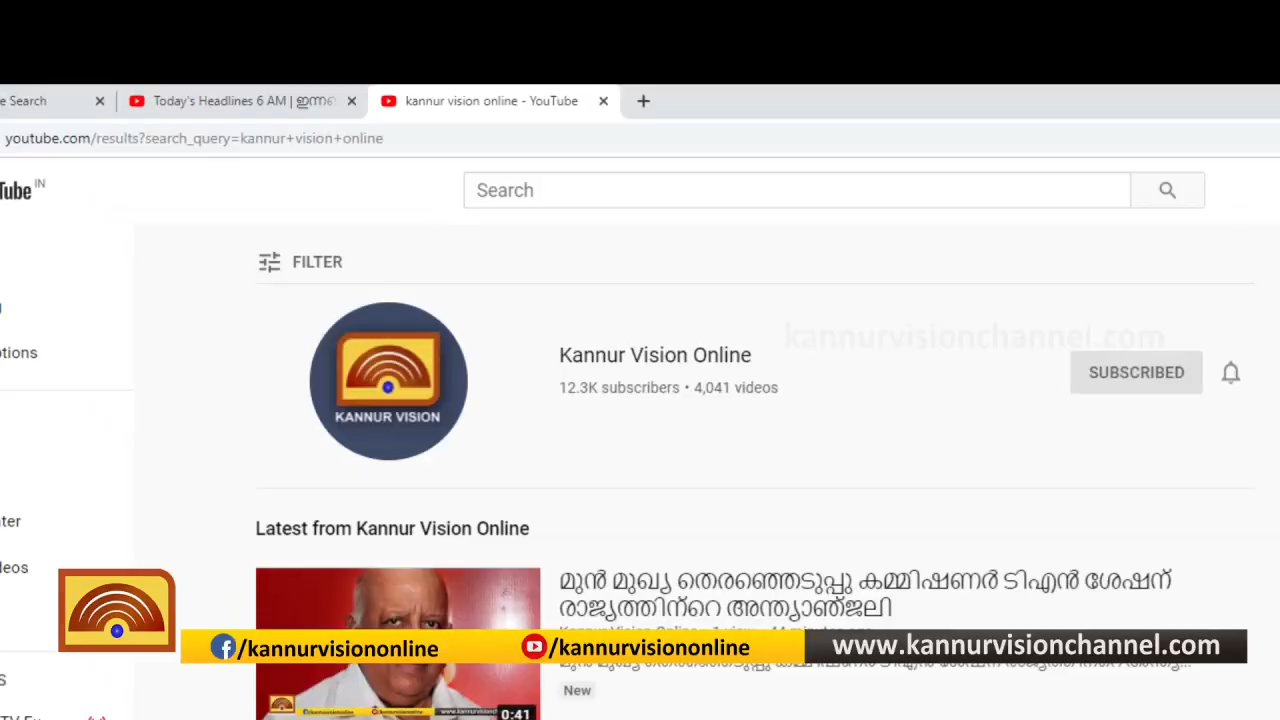 e Search
Today's Headlines 6 AM | ഇന്നത്
kannur vision online - YouTube
youtube.com/results?search_query=kannur+vision+online
Tube IN
Search
FILTER
kannurvisionchannel.com
KANNUR VISION
Kannur Vision Online
12.3K subscribers • 4,041 videos
SUBSCRIBED
ptions
Latest from Kannur Vision Online
nter
deos
മുൻ മുഖ്യ തെരഞ്ഞെടുപ്പു കമ്മിഷണർ ടിഎൻ ശേഷന്
രാജ്യത്തിന്റെ അന്ത്യാഞ്ജലി
/kannurvisiononline
/kannurvisiononline
www.kannurvisionchannel.com
New
0:41